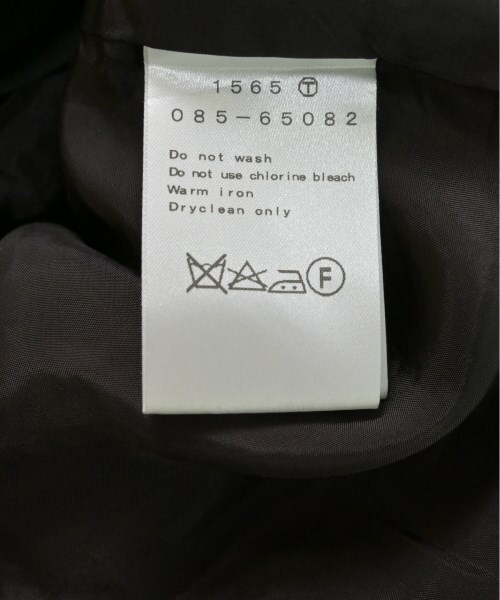 1565 Ⓣ
085-65082
Do not wash
Do not use chlorine bleach
Warm iron
Dryclean only
Ⓕ